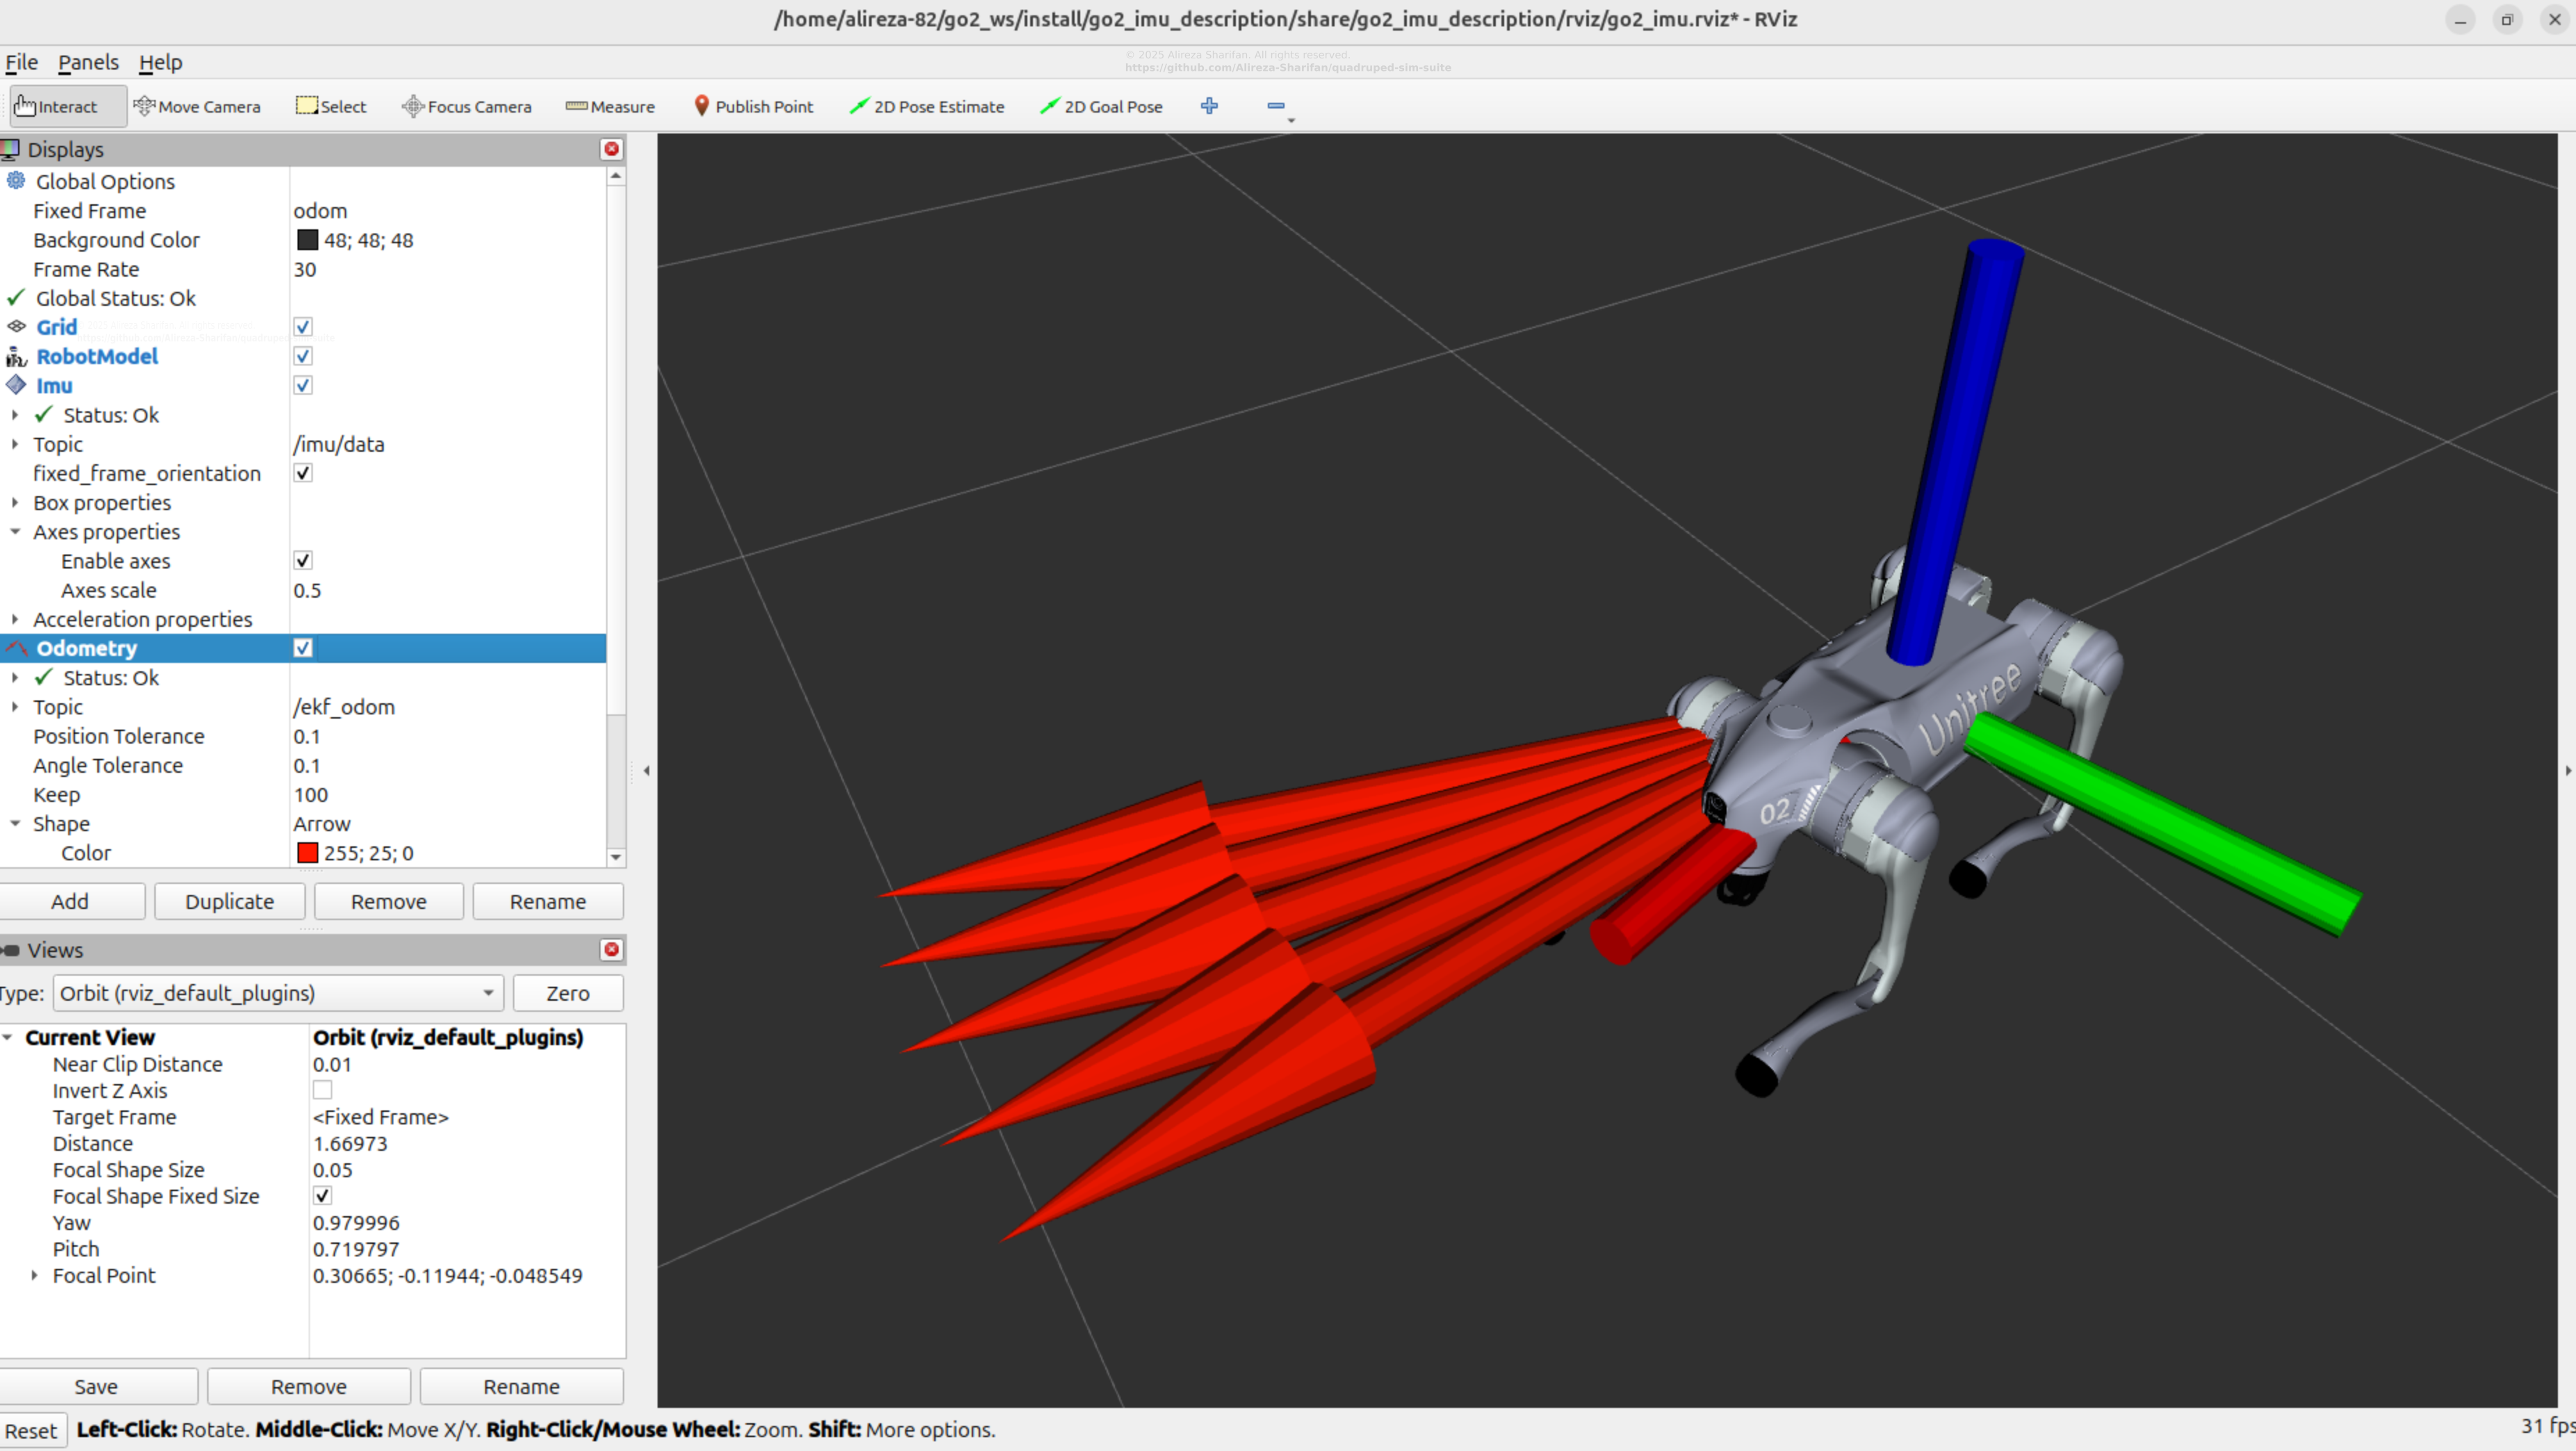 /home/alireza-82/go2_ws/install/go2_imu_description/share/go2_imu_description/rviz/go2_imu.rviz* - RViz
File Panels Help
© 2025 Alireza Sharifan. All rights reserved.
https://github.com/Alireza-Sharifan/quadruped-sim-suite
Interact Move Camera Select Focus Camera Measure Publish Point 2D Pose Estimate 2D Goal Pose
Displays
Global Options
Fixed Frame odom
Background Color 48; 48; 48
Frame Rate 30
Global Status: Ok
Grid
RobotModel
Imu
Status: Ok
Topic /imu/data
fixed_frame_orientation
Box properties
Axes properties
Enable axes
Axes scale 0.5
Acceleration properties
Odometry
Status: Ok
Topic /ekf_odom
Position Tolerance 0.1
Angle Tolerance 0.1
Keep 100
Shape Arrow
Color 255; 25; 0
Add Duplicate Remove Rename
Views
Type: Orbit (rviz_default_plugins) Zero
Current View Orbit (rviz_default_plugins)
Near Clip Distance 0.01
Invert Z Axis
Target Frame <Fixed Frame>
Distance 1.66973
Focal Shape Size 0.05
Focal Shape Fixed Size
Yaw 0.979996
Pitch 0.719797
Focal Point 0.30665; -0.11944; -0.048549
Save Remove Rename
Reset Left-Click: Rotate. Middle-Click: Move X/Y. Right-Click/Mouse Wheel: Zoom. Shift: More options. 31 fps
Unitree
02